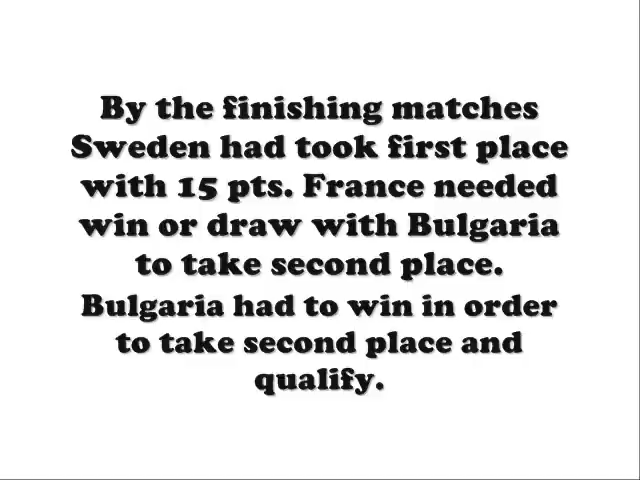 By the finishing matches
Sweden had took first place
with 15 pts. France needed
win or draw with Bulgaria
to take second place.
Bulgaria had to win in order
to take second place and
qualify.